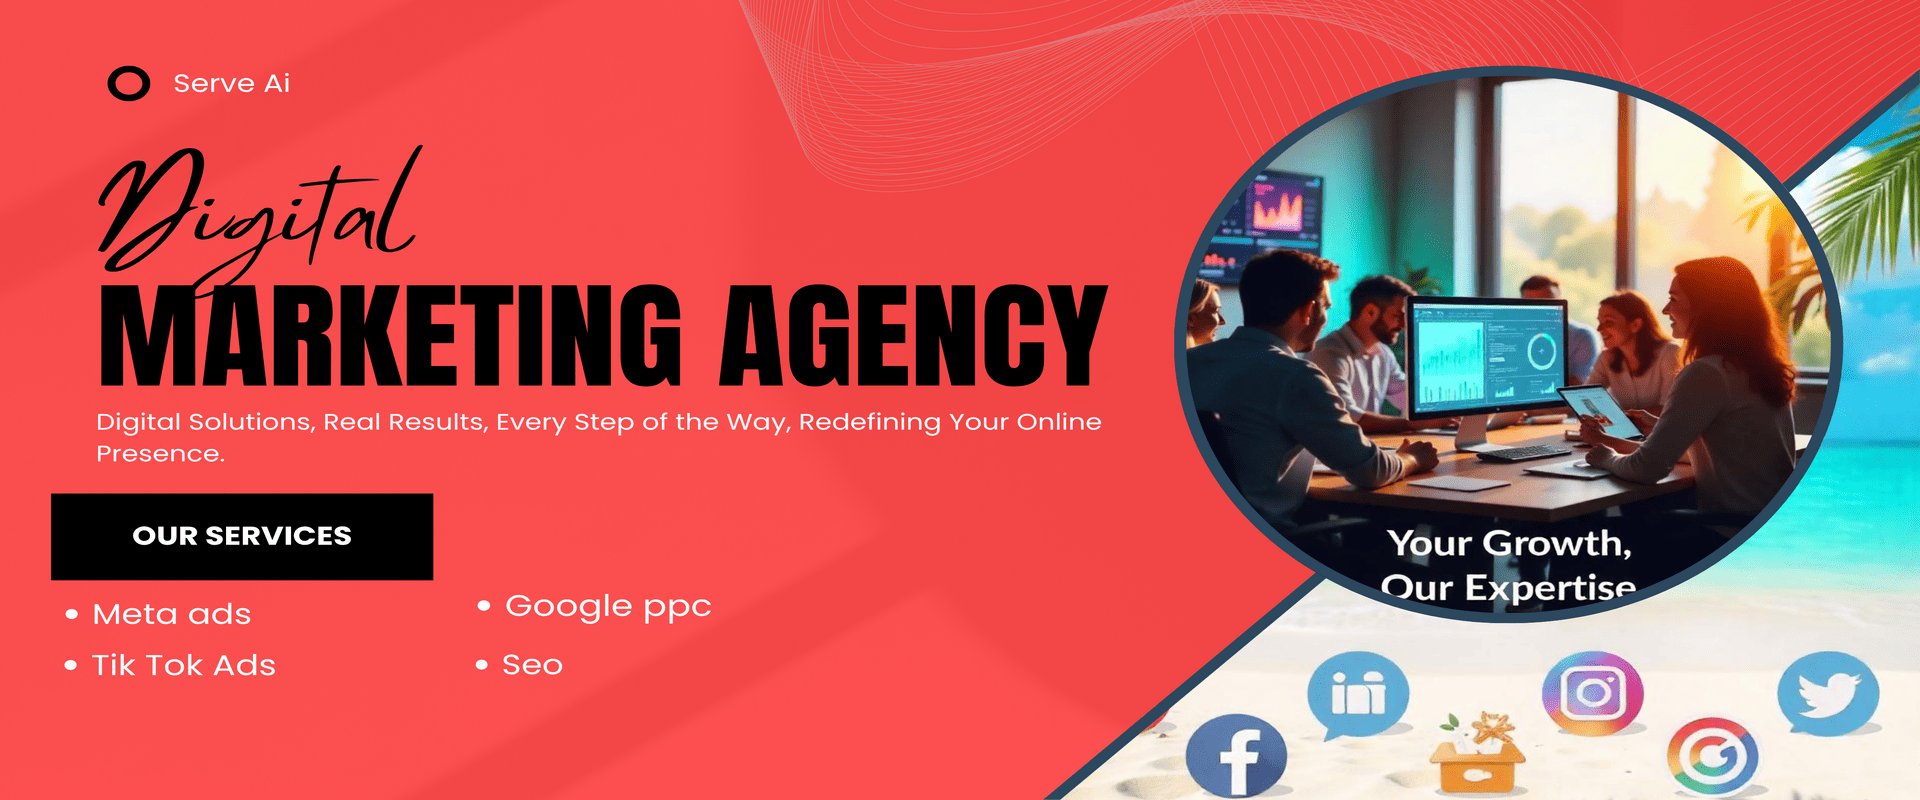 Serve Ai
Digital
MARKETING AGENCY
Digital Solutions, Real Results, Every Step of the Way, Redefining Your Online
Presence.
OUR SERVICES
• Meta ads
• Tik Tok Ads
• Google ppc
• Seo
Your Growth,
Our Expertise